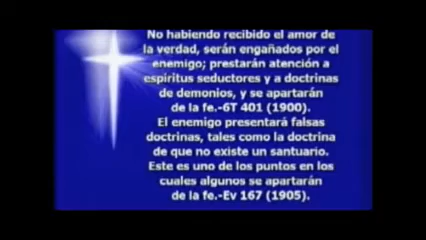 No habiendo recibido el amor de
la verdad, serán engañados por el
enemigo; prestarán atención a
espiritus seductores y a doctrinas
de demonios, y se apartarán
de la fe.-6T 401 (1900).
El enemigo presentará falsas
doctrinas, tales como la doctrina
de que no existe un santuario.
Este es uno de los puntos en los
cuales algunos se apartarán
de la fe.-Ev 167 (1905).